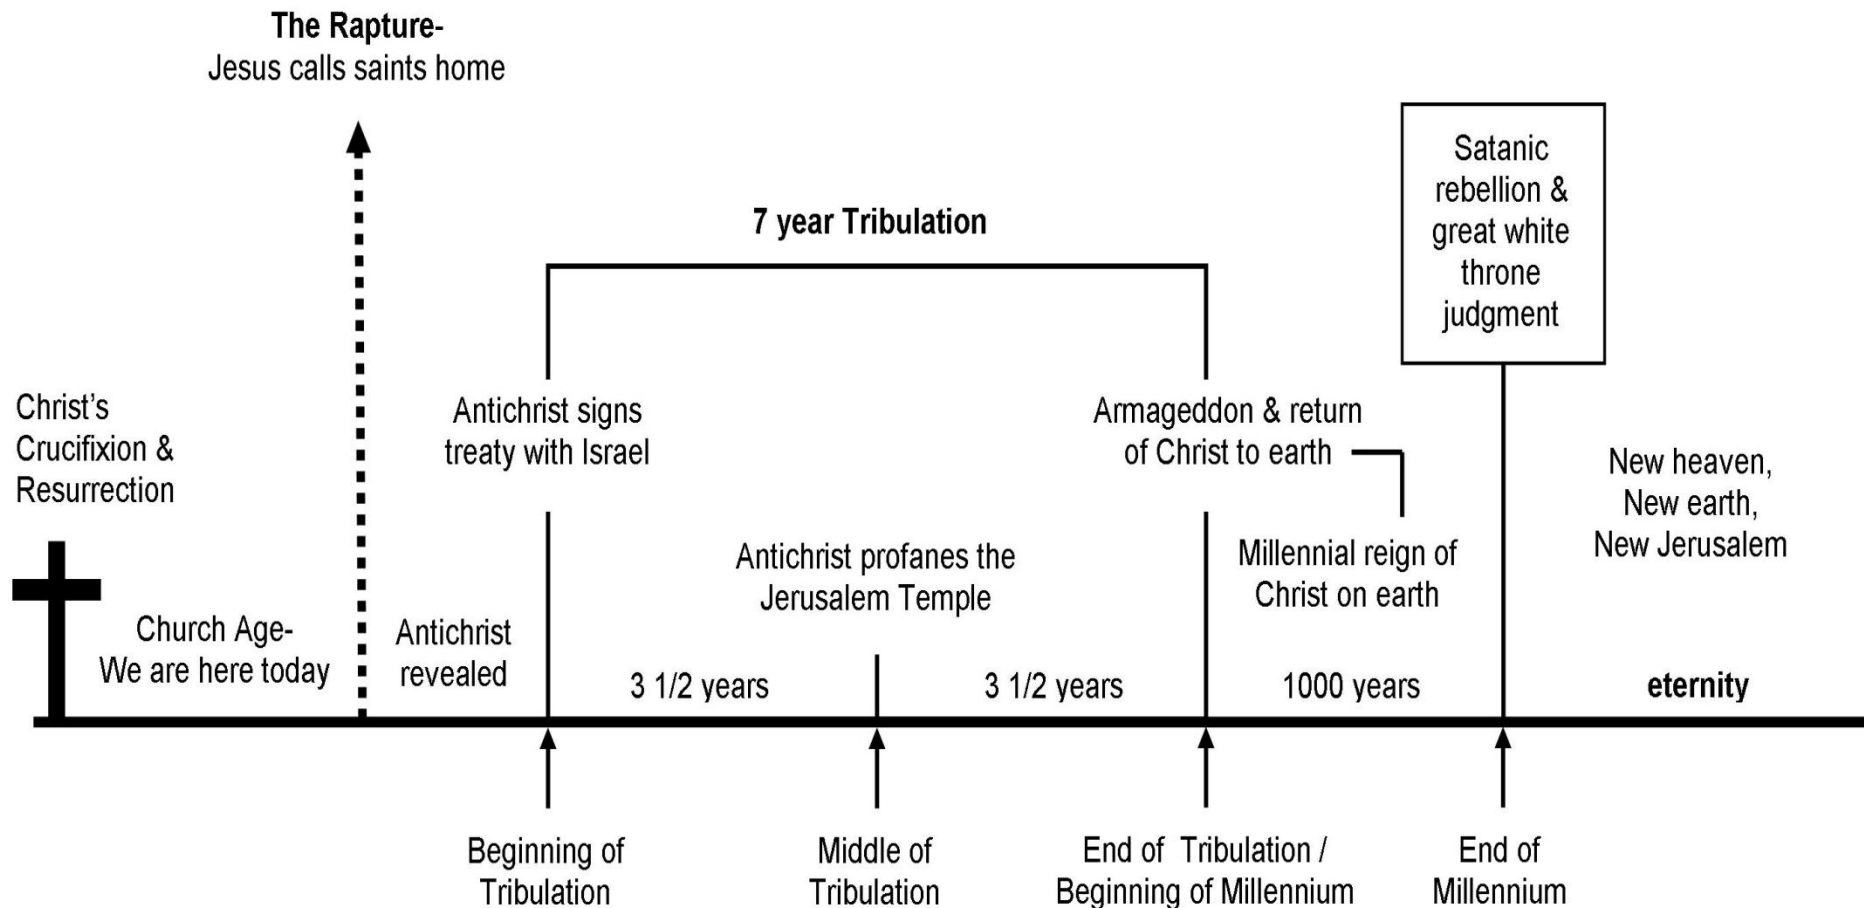 The Rapture-
Jesus calls saints home
7 year Tribulation
Satanic
rebellion &
great white
throne
judgment
Christ’s
Crucifixion &
Resurrection
Antichrist signs
treaty with Israel
Armageddon & return
of Christ to earth
New heaven,
New earth,
New Jerusalem
Antichrist profanes the
Jerusalem Temple
Millennial reign of
Christ on earth
Church Age-
We are here today
Antichrist
revealed
3 1/2 years
3 1/2 years
1000 years
eternity
Beginning of
Tribulation
Middle of
Tribulation
End of Tribulation /
Beginning of Millennium
End of
Millennium